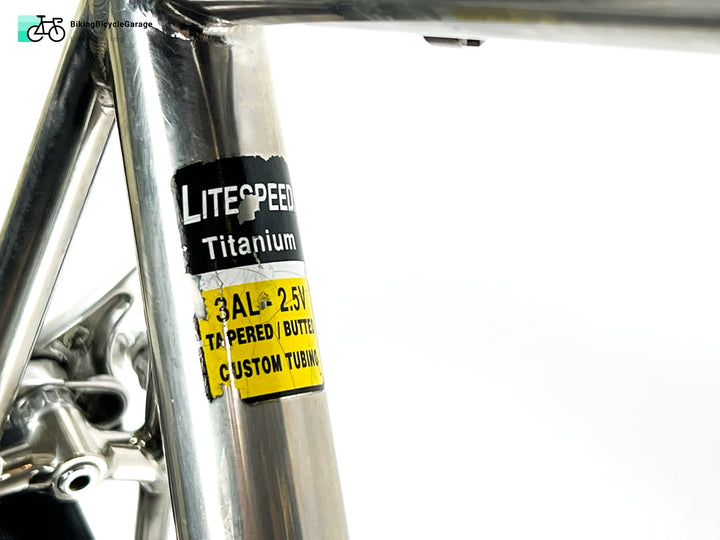 BikingBicycleGarage
LITESPEED
Titanium
3AL - 2.5V
TAPERED / BUTTED
CUSTOM TUBING